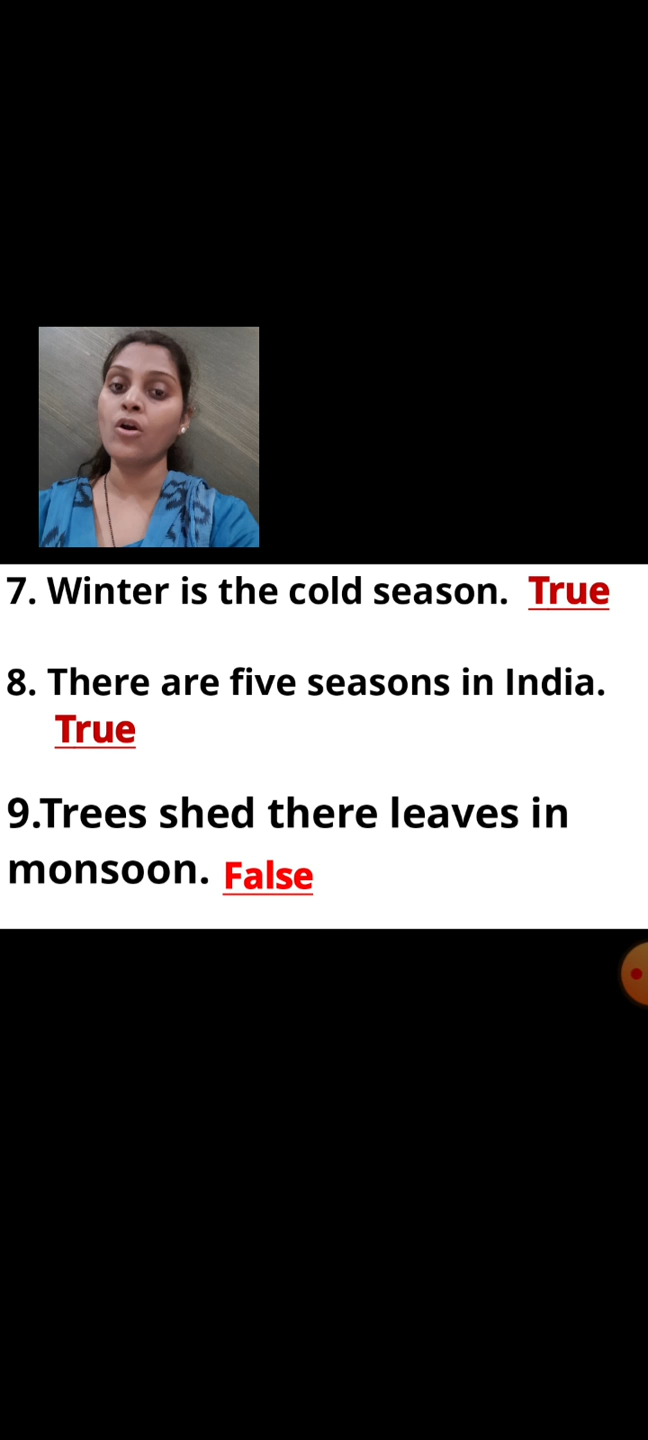 7. Winter is the cold season. True
8. There are five seasons in India.
True
9.Trees shed there leaves in
monsoon. False